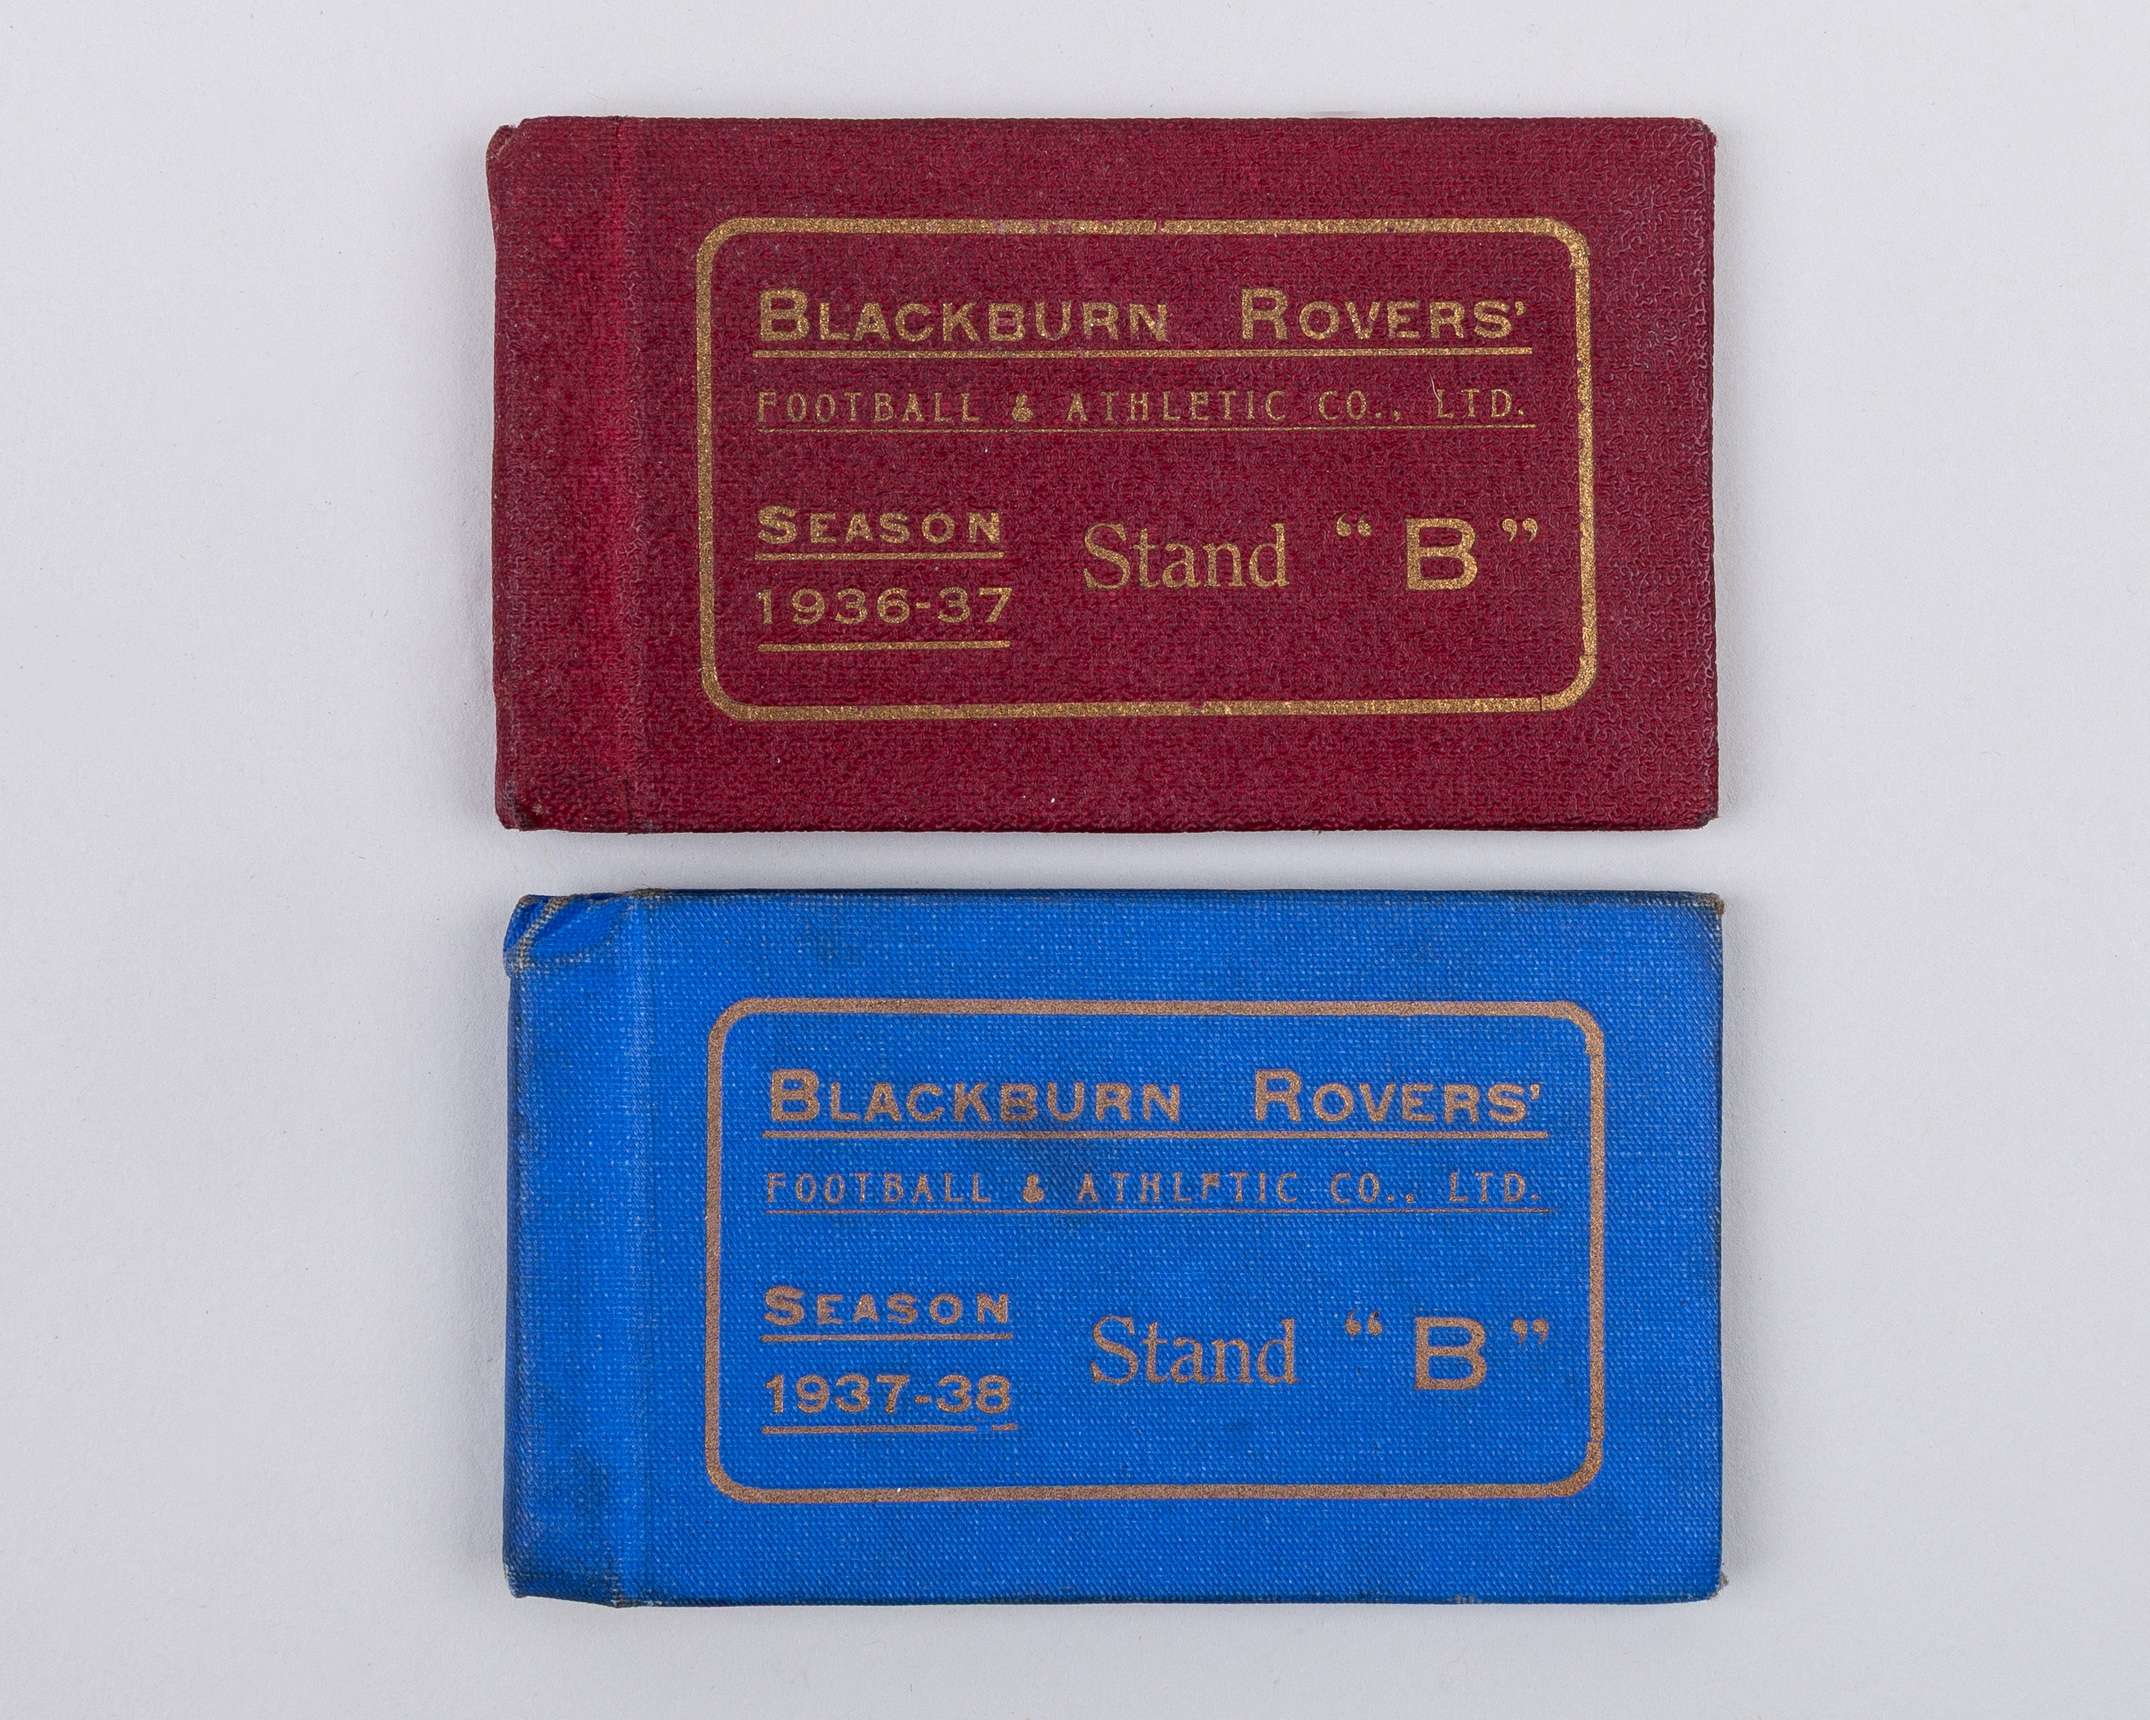 BLACKBURN ROVERS'
FOOTBALL & ATHLETIC CO., LTD.
SEASON
1936-37
Stand “B”
BLACKBURN ROVERS'
FOOTBALL & ATHLETIC CO., LTD.
SEASON
1937-38
Stand “B”